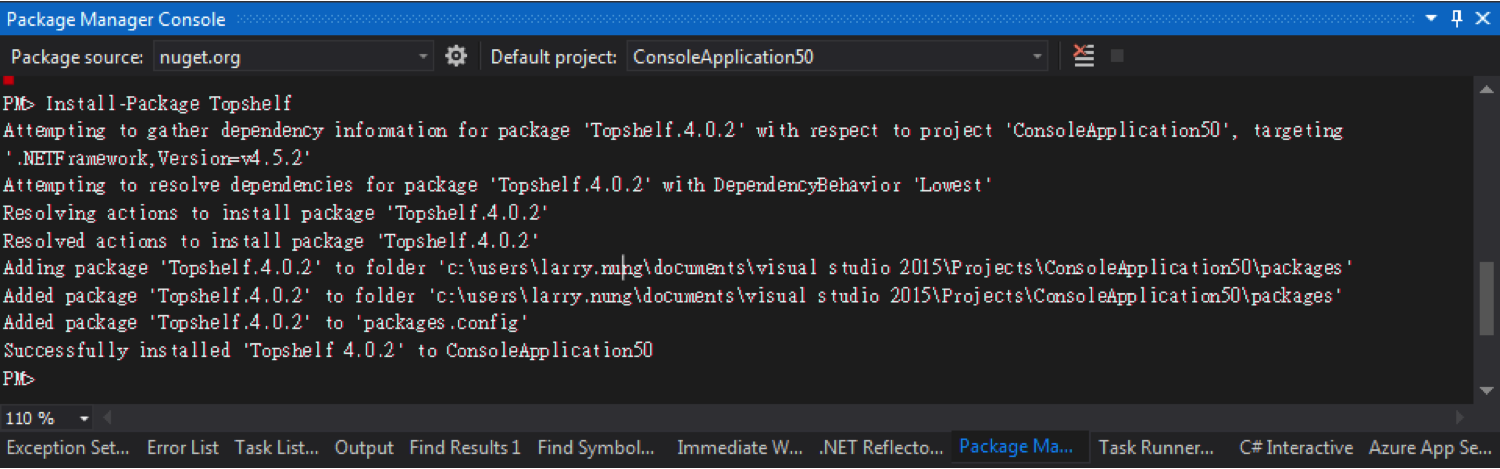 Package Manager Console
Package source: nuget.org Default project: ConsoleApplication50
PM> Install-Package Topshelf
Attempting to gather dependency information for package 'Topshelf.4.0.2' with respect to project 'ConsoleApplication50', targeting
'.NETFramework,Version=v4.5.2'
Attempting to resolve dependencies for package 'Topshelf.4.0.2' with DependencyBehavior 'Lowest'
Resolving actions to install package 'Topshelf.4.0.2'
Resolved actions to install package 'Topshelf.4.0.2'
Adding package 'Topshelf.4.0.2' to folder 'c:\users\larry.nung\documents\visual studio 2015\Projects\ConsoleApplication50\packages'
Added package 'Topshelf.4.0.2' to folder 'c:\users\larry.nung\documents\visual studio 2015\Projects\ConsoleApplication50\packages'
Added package 'Topshelf.4.0.2' to 'packages.config'
Successfully installed 'Topshelf 4.0.2' to ConsoleApplication50
PM>
110 %
Exception Set... Error List Task List... Output Find Results 1 Find Symbol... Immediate W... .NET Reflecto... Package Ma... Task Runner... C# Interactive Azure App Se...